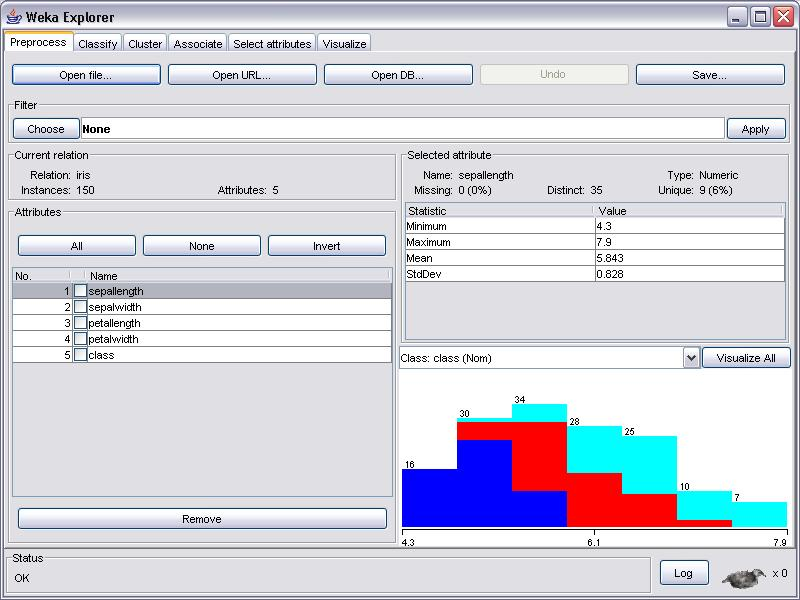 Weka Explorer
Preprocess Classify Cluster Associate Select attributes Visualize
Open file... Open URL... Open DB... Undo Save...
Filter
Choose None Apply
Current relation
Relation: iris
Instances: 150 Attributes: 5
Selected attribute
Name: sepallength Type: Numeric
Missing: 0 (0%) Distinct: 35 Unique: 9 (6%)
Statistic Value
Minimum 4.3
Maximum 7.9
Mean 5.843
StdDev 0.828
Attributes
All None Invert
No. Name
1 sepallength
2 sepalwidth
3 petallength
4 petalwidth
5 class
Remove
Class: class (Nom) Visualize All
16 30 34 28 25 10 7
4.3 6.1 7.9
Status
OK
Log x 0